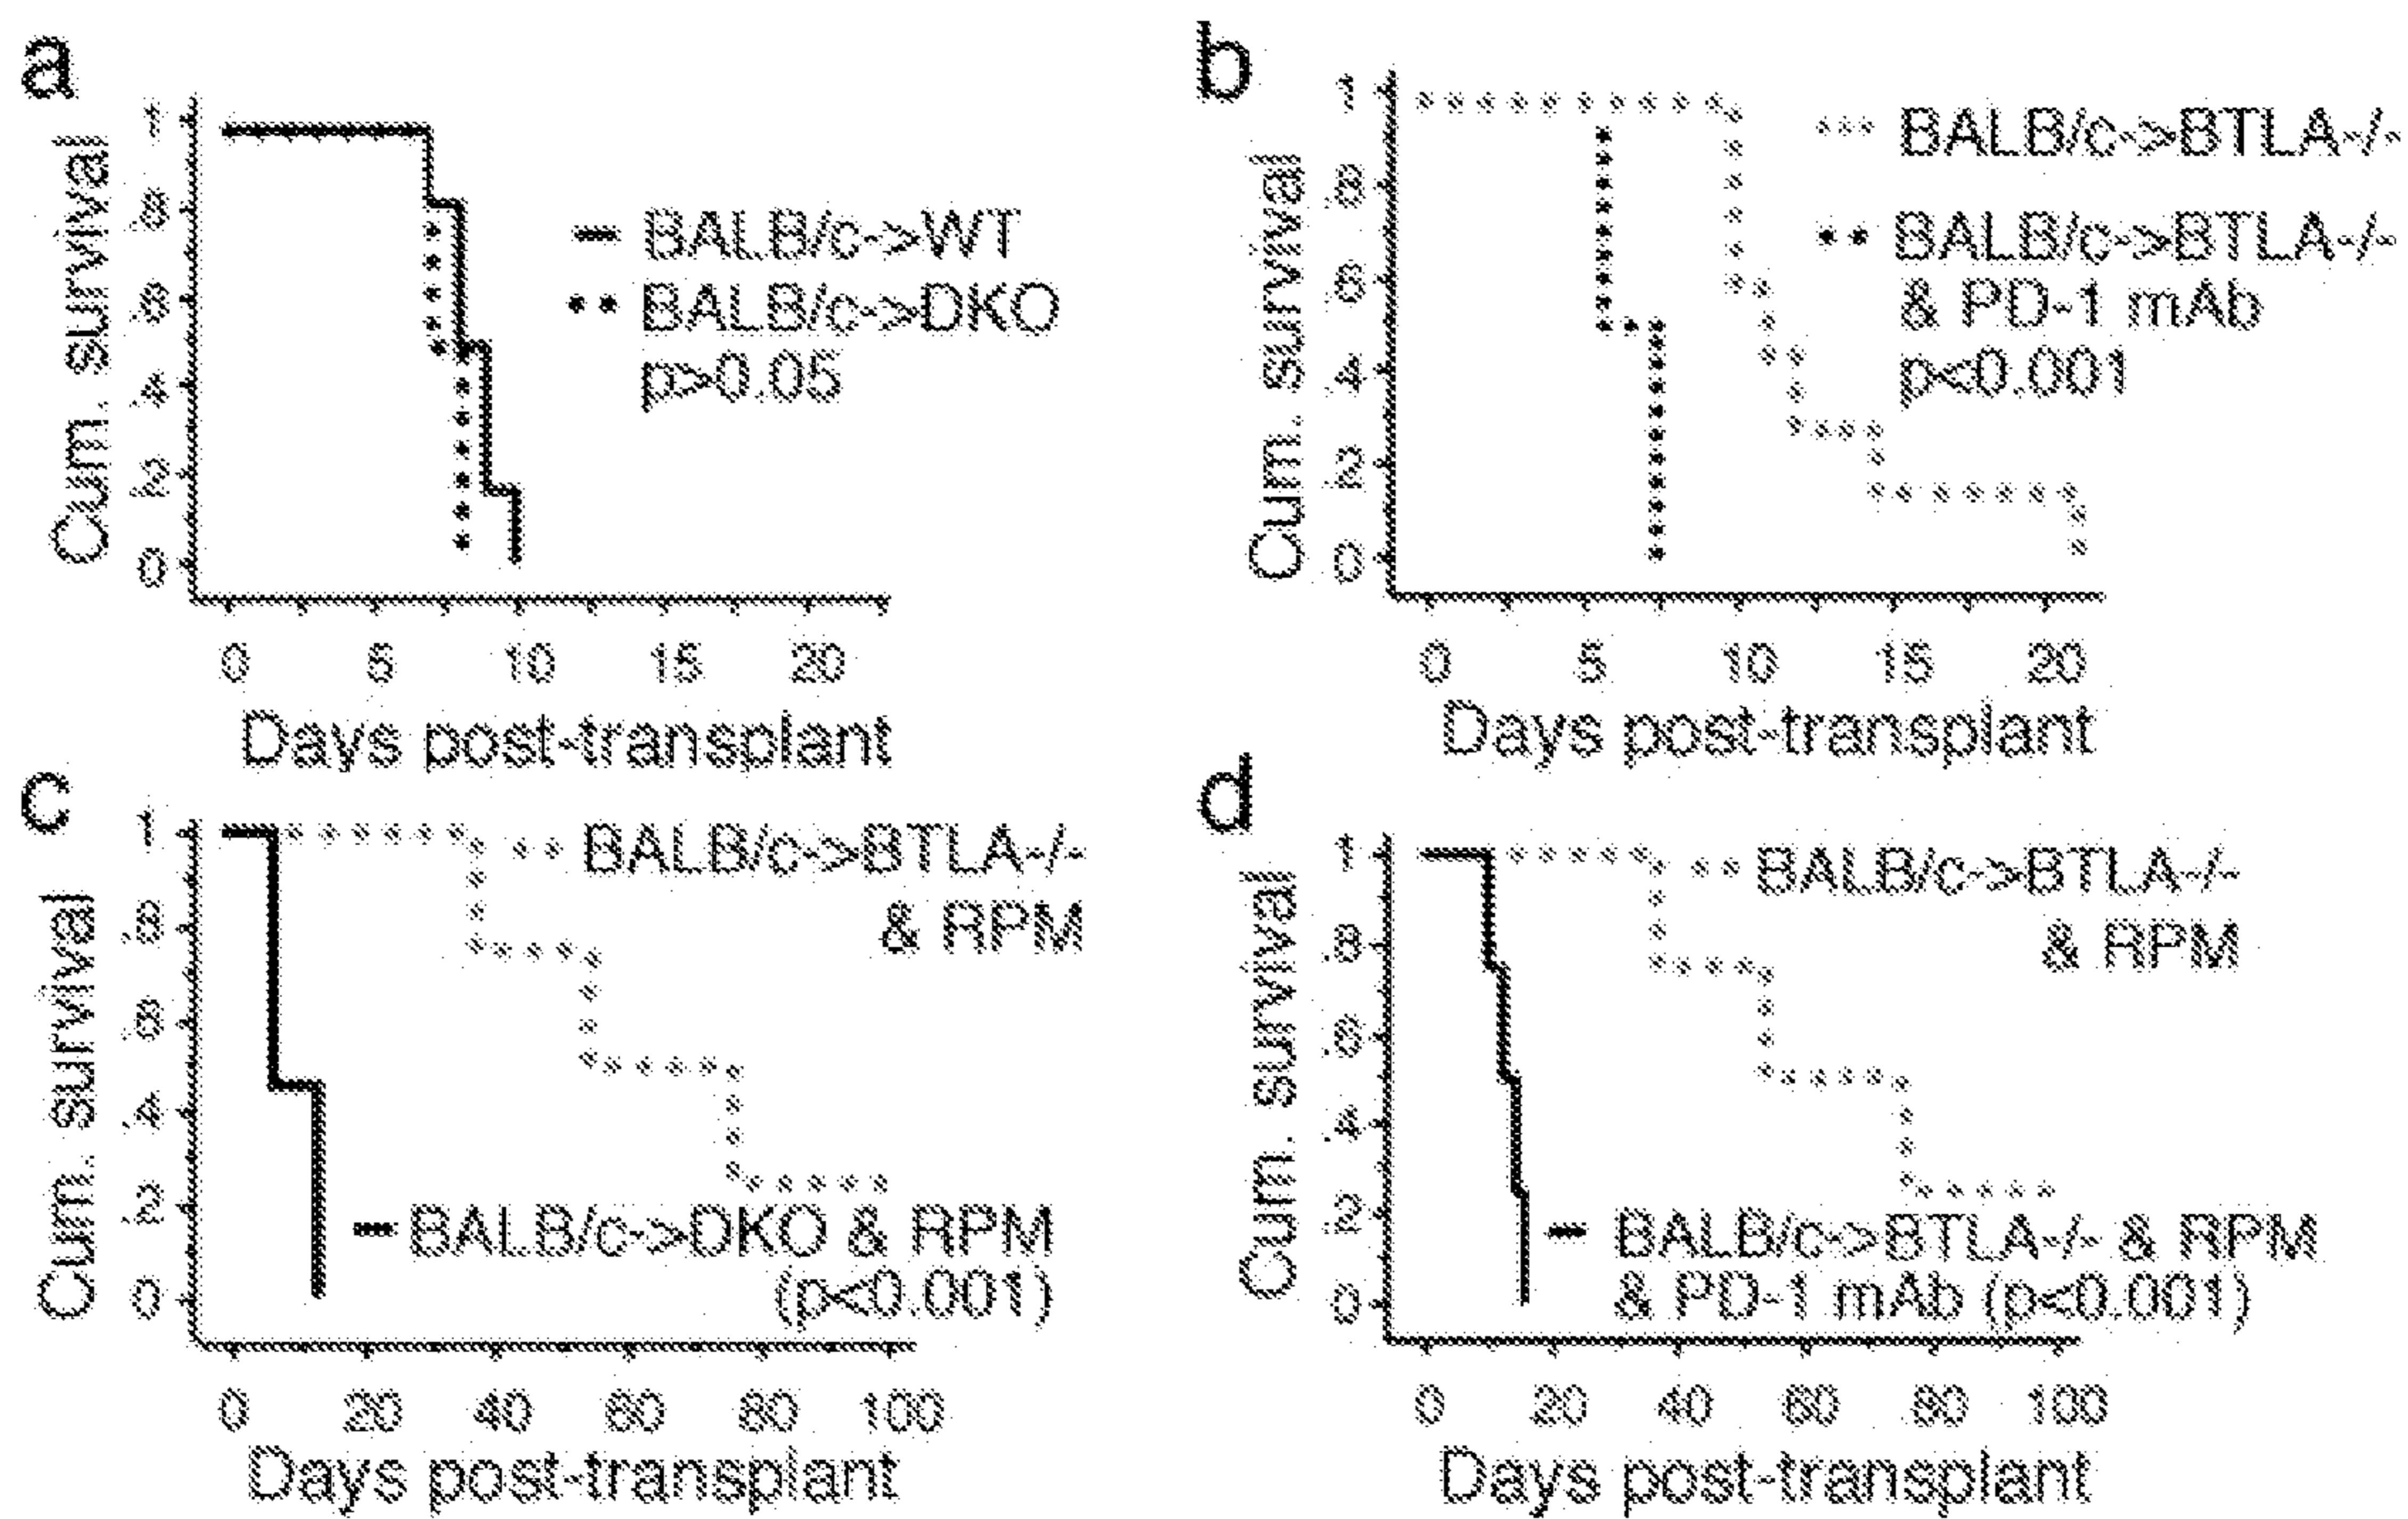 a
Cum. survival
1
.8
.6
.4
.2
0
BALB/c->WT
BALB/c->DKO
p>0.05
0 5 10 15 20
Days post-transplant
b
Cum. survival
1
.8
.6
.4
.2
0
BALB/c->BTLA-/-
BALB/c->BTLA-/-
& PD-1 mAb
p<0.001
0 5 10 15 20
Days post-transplant
c
Cum. survival
1
.8
.6
.4
.2
0
BALB/c->BTLA-/-
& RPM
BALB/c->DKO & RPM
(p<0.001)
0 20 40 60 80 100
Days post-transplant
d
Cum. survival
1
.8
.6
.4
.2
0
BALB/c->BTLA-/-
& RPM
BALB/c->BTLA-/- & RPM
& PD-1 mAb (p<0.001)
0 20 40 60 80 100
Days post-transplant